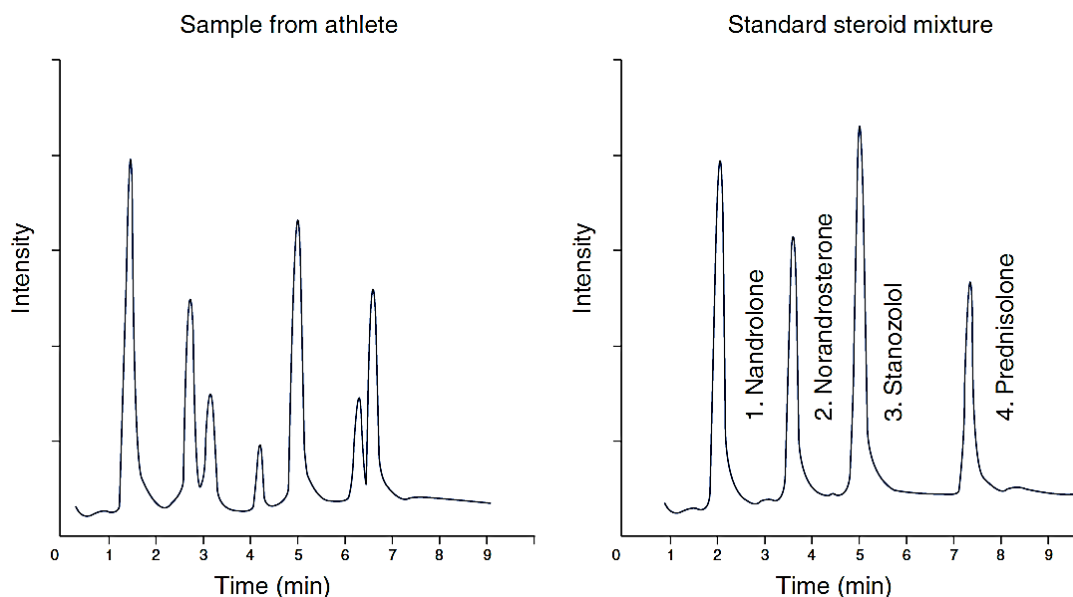 Sample from athlete
Intensity
0 1 2 3 4 5 6 7 8 9
Time (min)
Standard steroid mixture
Intensity
1. Nandrolone
2. Norandrosterone
3. Stanozolol
4. Prednisolone
0 1 2 3 4 5 6 7 8 9
Time (min)